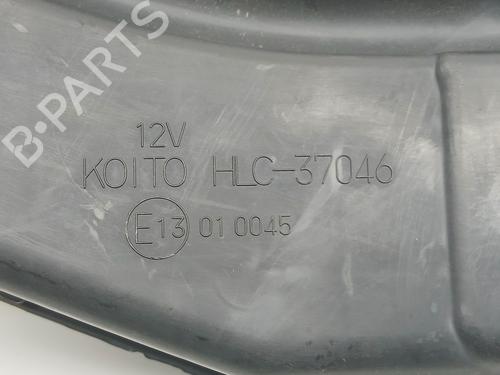 B-PARTS
12V
KOITO HLC-37046
E13 01 0045